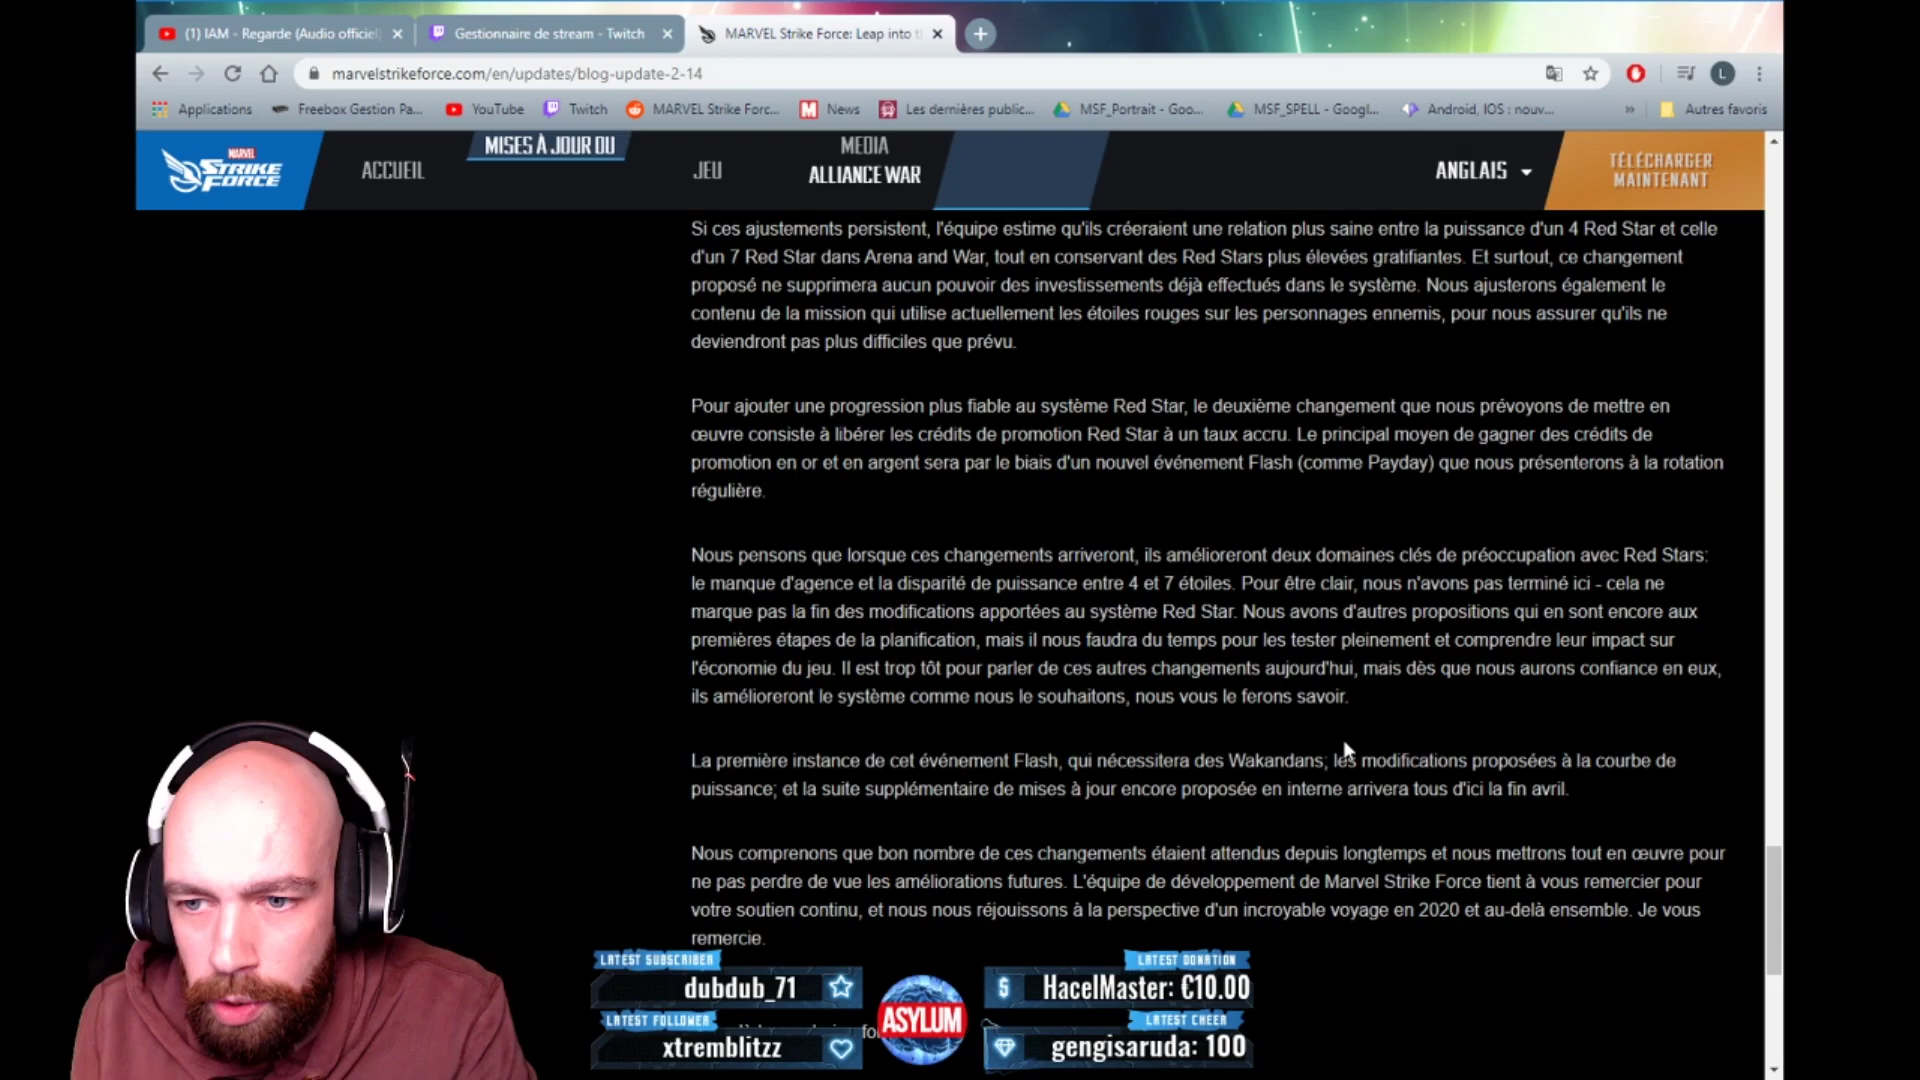 (1) IAM - Regarde (Audio officiel
Gestionnaire de stream - Twitch
MARVEL Strike Force: Leap into t
marvelstrikeforce.com/en/updates/blog-update-2-14
L
Applications
Freebox Gestion Pa...
YouTube
Twitch
MARVEL Strike Forc...
News
Les dernières public...
MSF_Portrait - Goo...
MSF_SPELL - Googl...
Android, IOS : nouv...
»
Autres favoris
MARVEL
STRIKE
FORCE
ACCUEIL
MISES À JOUR DU
JEU
MEDIA
ALLIANCE WAR
ANGLAIS
TÉLÉCHARGER
MAINTENANT
Si ces ajustements persistent, l'équipe estime qu'ils créeraient une relation plus saine entre la puissance d'un 4 Red Star et celle
d'un 7 Red Star dans Arena and War, tout en conservant des Red Stars plus élevées gratifiantes. Et surtout, ce changement
proposé ne supprimera aucun pouvoir des investissements déjà effectués dans le système. Nous ajusterons également le
contenu de la mission qui utilise actuellement les étoiles rouges sur les personnages ennemis, pour nous assurer qu'ils ne
deviendront pas plus difficiles que prévu.
Pour ajouter une progression plus fiable au système Red Star, le deuxième changement que nous prévoyons de mettre en
œuvre consiste à libérer les crédits de promotion Red Star à un taux accru. Le principal moyen de gagner des crédits de
promotion en or et en argent sera par le biais d'un nouvel événement Flash (comme Payday) que nous présenterons à la rotation
régulière.
Nous pensons que lorsque ces changements arriveront, ils amélioreront deux domaines clés de préoccupation avec Red Stars:
le manque d'agence et la disparité de puissance entre 4 et 7 étoiles. Pour être clair, nous n'avons pas terminé ici - cela ne
marque pas la fin des modifications apportées au système Red Star. Nous avons d'autres propositions qui en sont encore aux
premières étapes de la planification, mais il nous faudra du temps pour les tester pleinement et comprendre leur impact sur
l'économie du jeu. Il est trop tôt pour parler de ces autres changements aujourd'hui, mais dès que nous aurons confiance en eux,
ils amélioreront le système comme nous le souhaitons, nous vous le ferons savoir.
La première instance de cet événement Flash, qui nécessitera des Wakandans; les modifications proposées à la courbe de
puissance; et la suite supplémentaire de mises à jour encore proposée en interne arrivera tous d'ici la fin avril.
Nous comprenons que bon nombre de ces changements étaient attendus depuis longtemps et nous mettrons tout en œuvre pour
ne pas perdre de vue les améliorations futures. L'équipe de développement de Marvel Strike Force tient à vous remercier pour
votre soutien continu, et nous nous réjouissons à la perspective d'un incroyable voyage en 2020 et au-delà ensemble. Je vous
remercie.
LATEST SUBSCRIBER
dubdub_71
LATEST DONATION
$ HacelMaster: €10.00
ASYLUM
LATEST FOLLOWER
xtremblitzz
LATEST CHEER
gengisaruda: 100